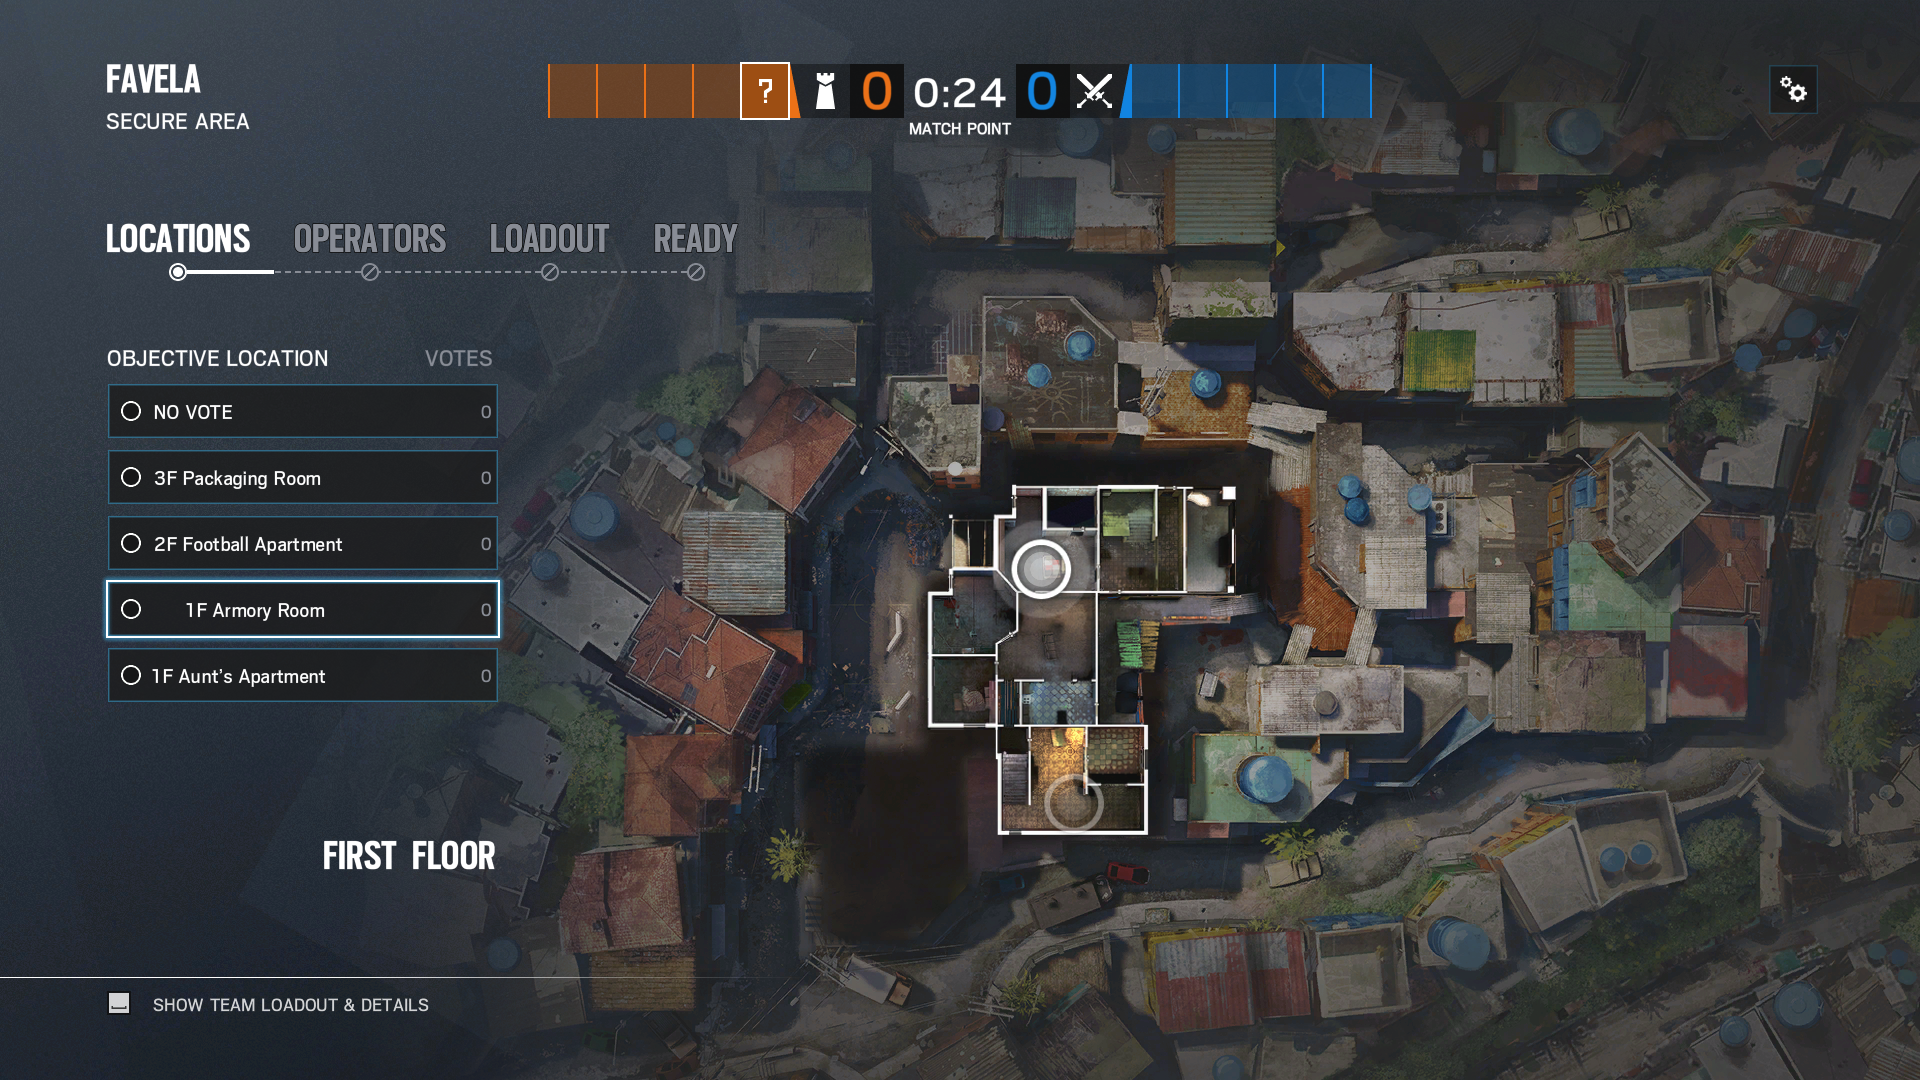 FAVELA
SECURE AREA
?
0
0:24
0
MATCH POINT
LOCATIONS
OPERATORS
LOADOUT
READY
OBJECTIVE LOCATION
VOTES
NO VOTE
0
3F Packaging Room
0
2F Football Apartment
0
1F Armory Room
0
1F Aunt's Apartment
0
FIRST FLOOR
SHOW TEAM LOADOUT & DETAILS